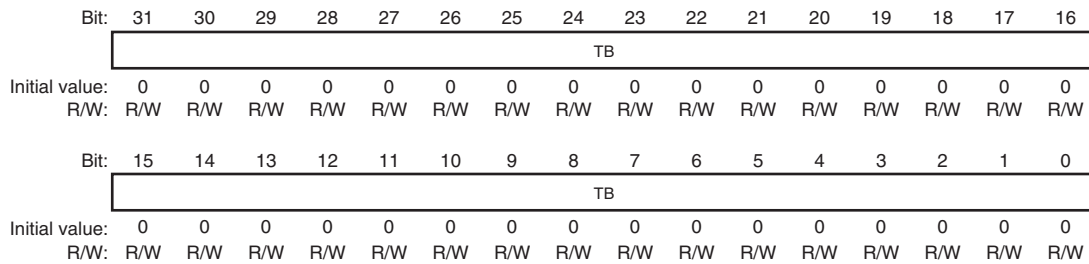 Bit: 31 30 29 28 27 26 25 24 23 22 21 20 19 18 17 16
TB
Initial value: 0 0 0 0 0 0 0 0 0 0 0 0 0 0 0 0
R/W: R/W R/W R/W R/W R/W R/W R/W R/W R/W R/W R/W R/W R/W R/W R/W R/W
Bit: 15 14 13 12 11 10 9 8 7 6 5 4 3 2 1 0
TB
Initial value: 0 0 0 0 0 0 0 0 0 0 0 0 0 0 0 0
R/W: R/W R/W R/W R/W R/W R/W R/W R/W R/W R/W R/W R/W R/W R/W R/W R/W